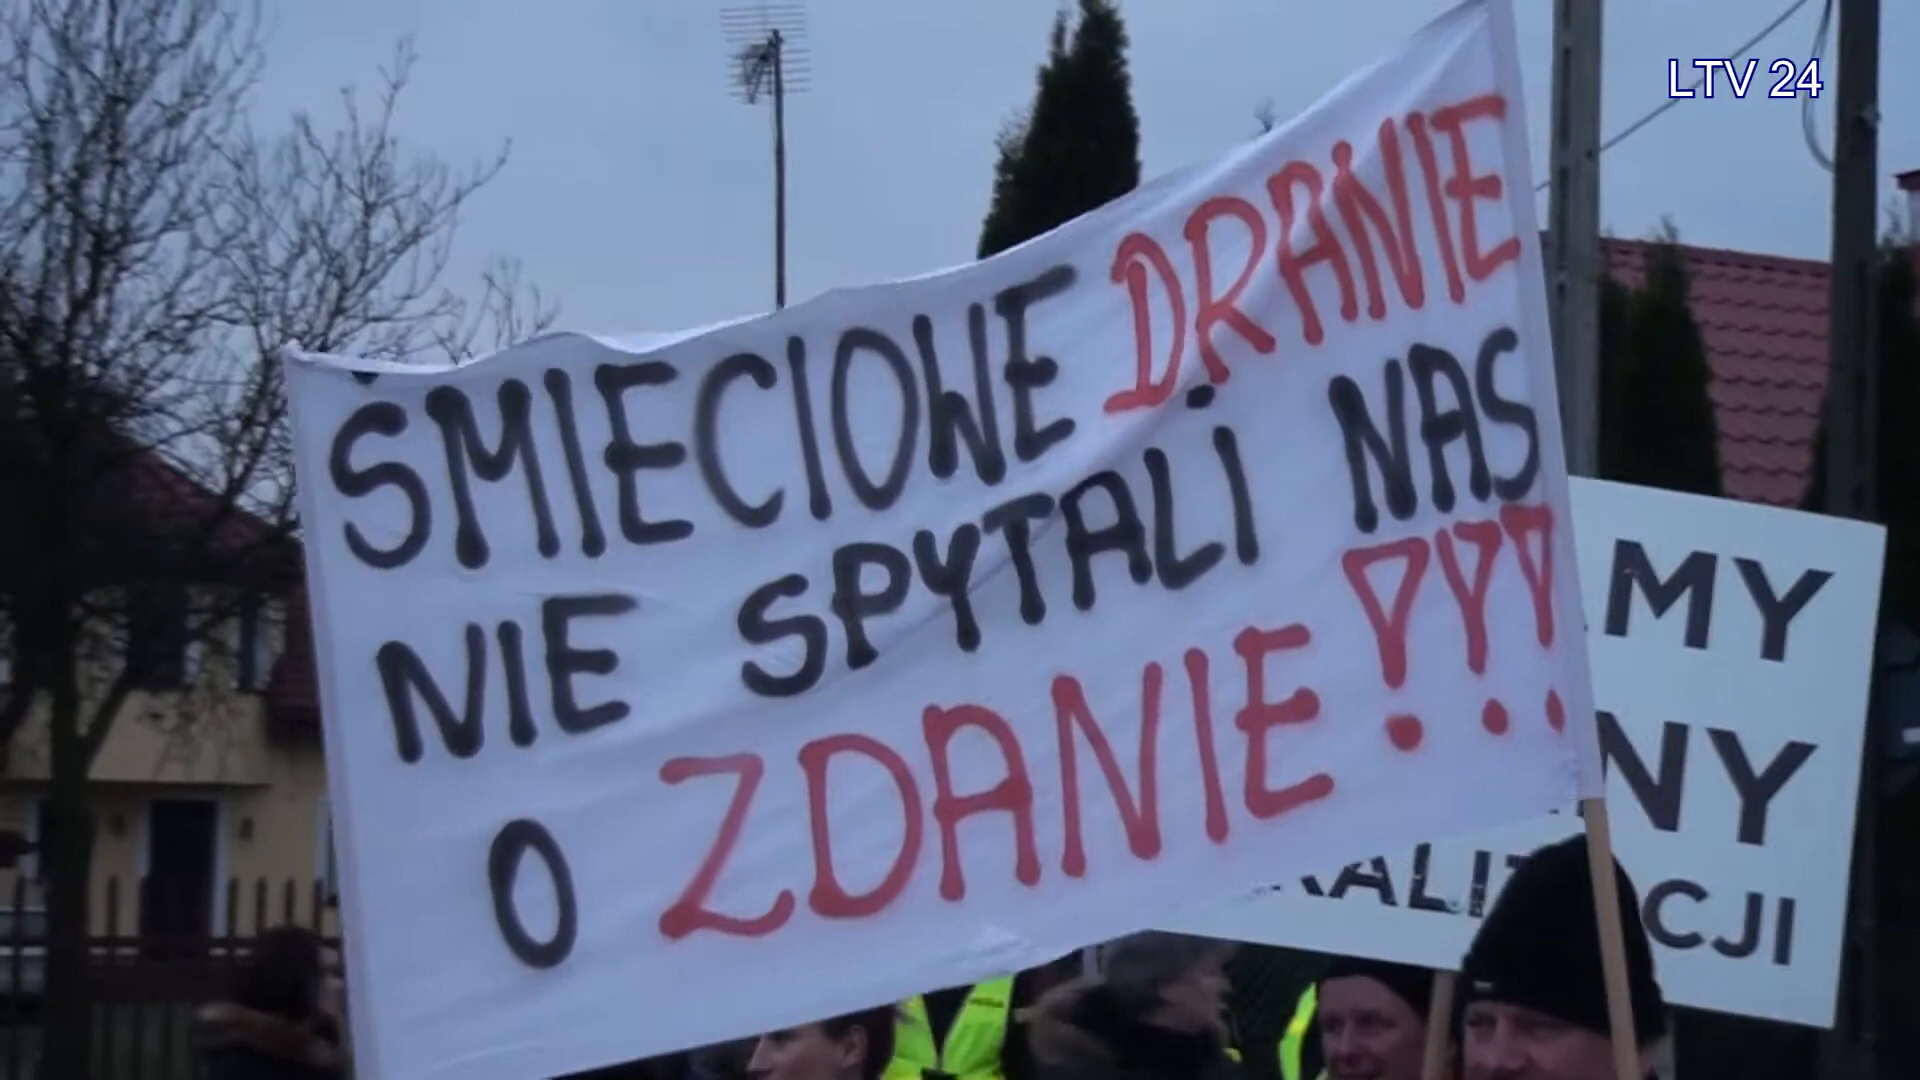 LTV 24
ŚMIECIOWE DRANIE
NIE SPYTALI NAS
O ZDANIE!!!
MY
NY
CJI